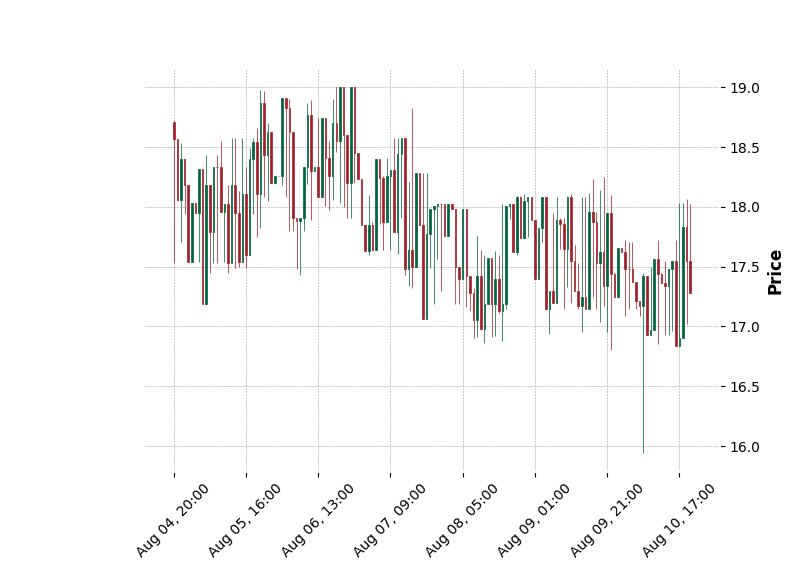 19.0
18.5
18.0
17.5
17.0
16.5
16.0
Price
Aug 04, 20:00
Aug 05, 16:00
Aug 06, 13:00
Aug 07, 09:00
Aug 08, 05:00
Aug 09, 01:00
Aug 09, 21:00
Aug 10, 17:00